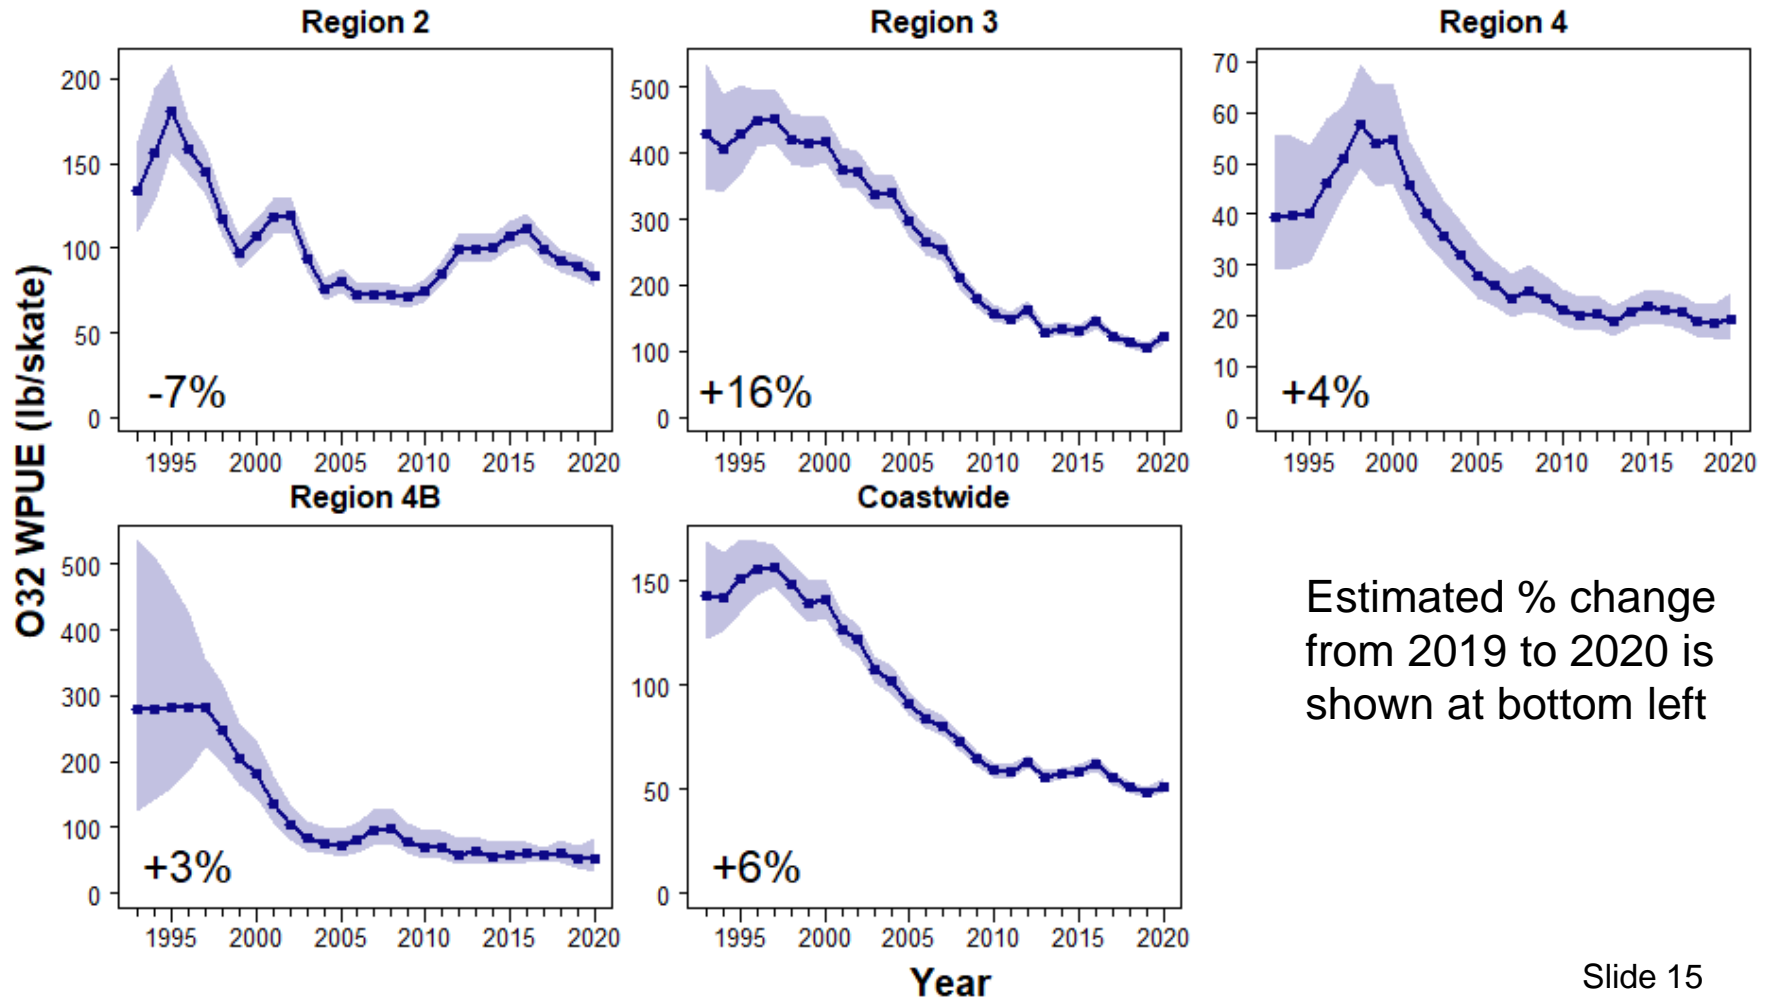 Region 2
Region 3
Region 4
200
150
100
50
0
-7%
1995 2000 2005 2010 2015 2020
500
400
300
200
100
0
+16%
1995 2000 2005 2010 2015 2020
70
60
50
40
30
20
10
0
+4%
1995 2000 2005 2010 2015 2020
O32 WPUE (lb/skate)
Region 4B
Coastwide
500
400
300
200
100
0
+3%
1995 2000 2005 2010 2015 2020
150
100
50
0
+6%
1995 2000 2005 2010 2015 2020
Estimated % change
from 2019 to 2020 is
shown at bottom left
Year
Slide 15